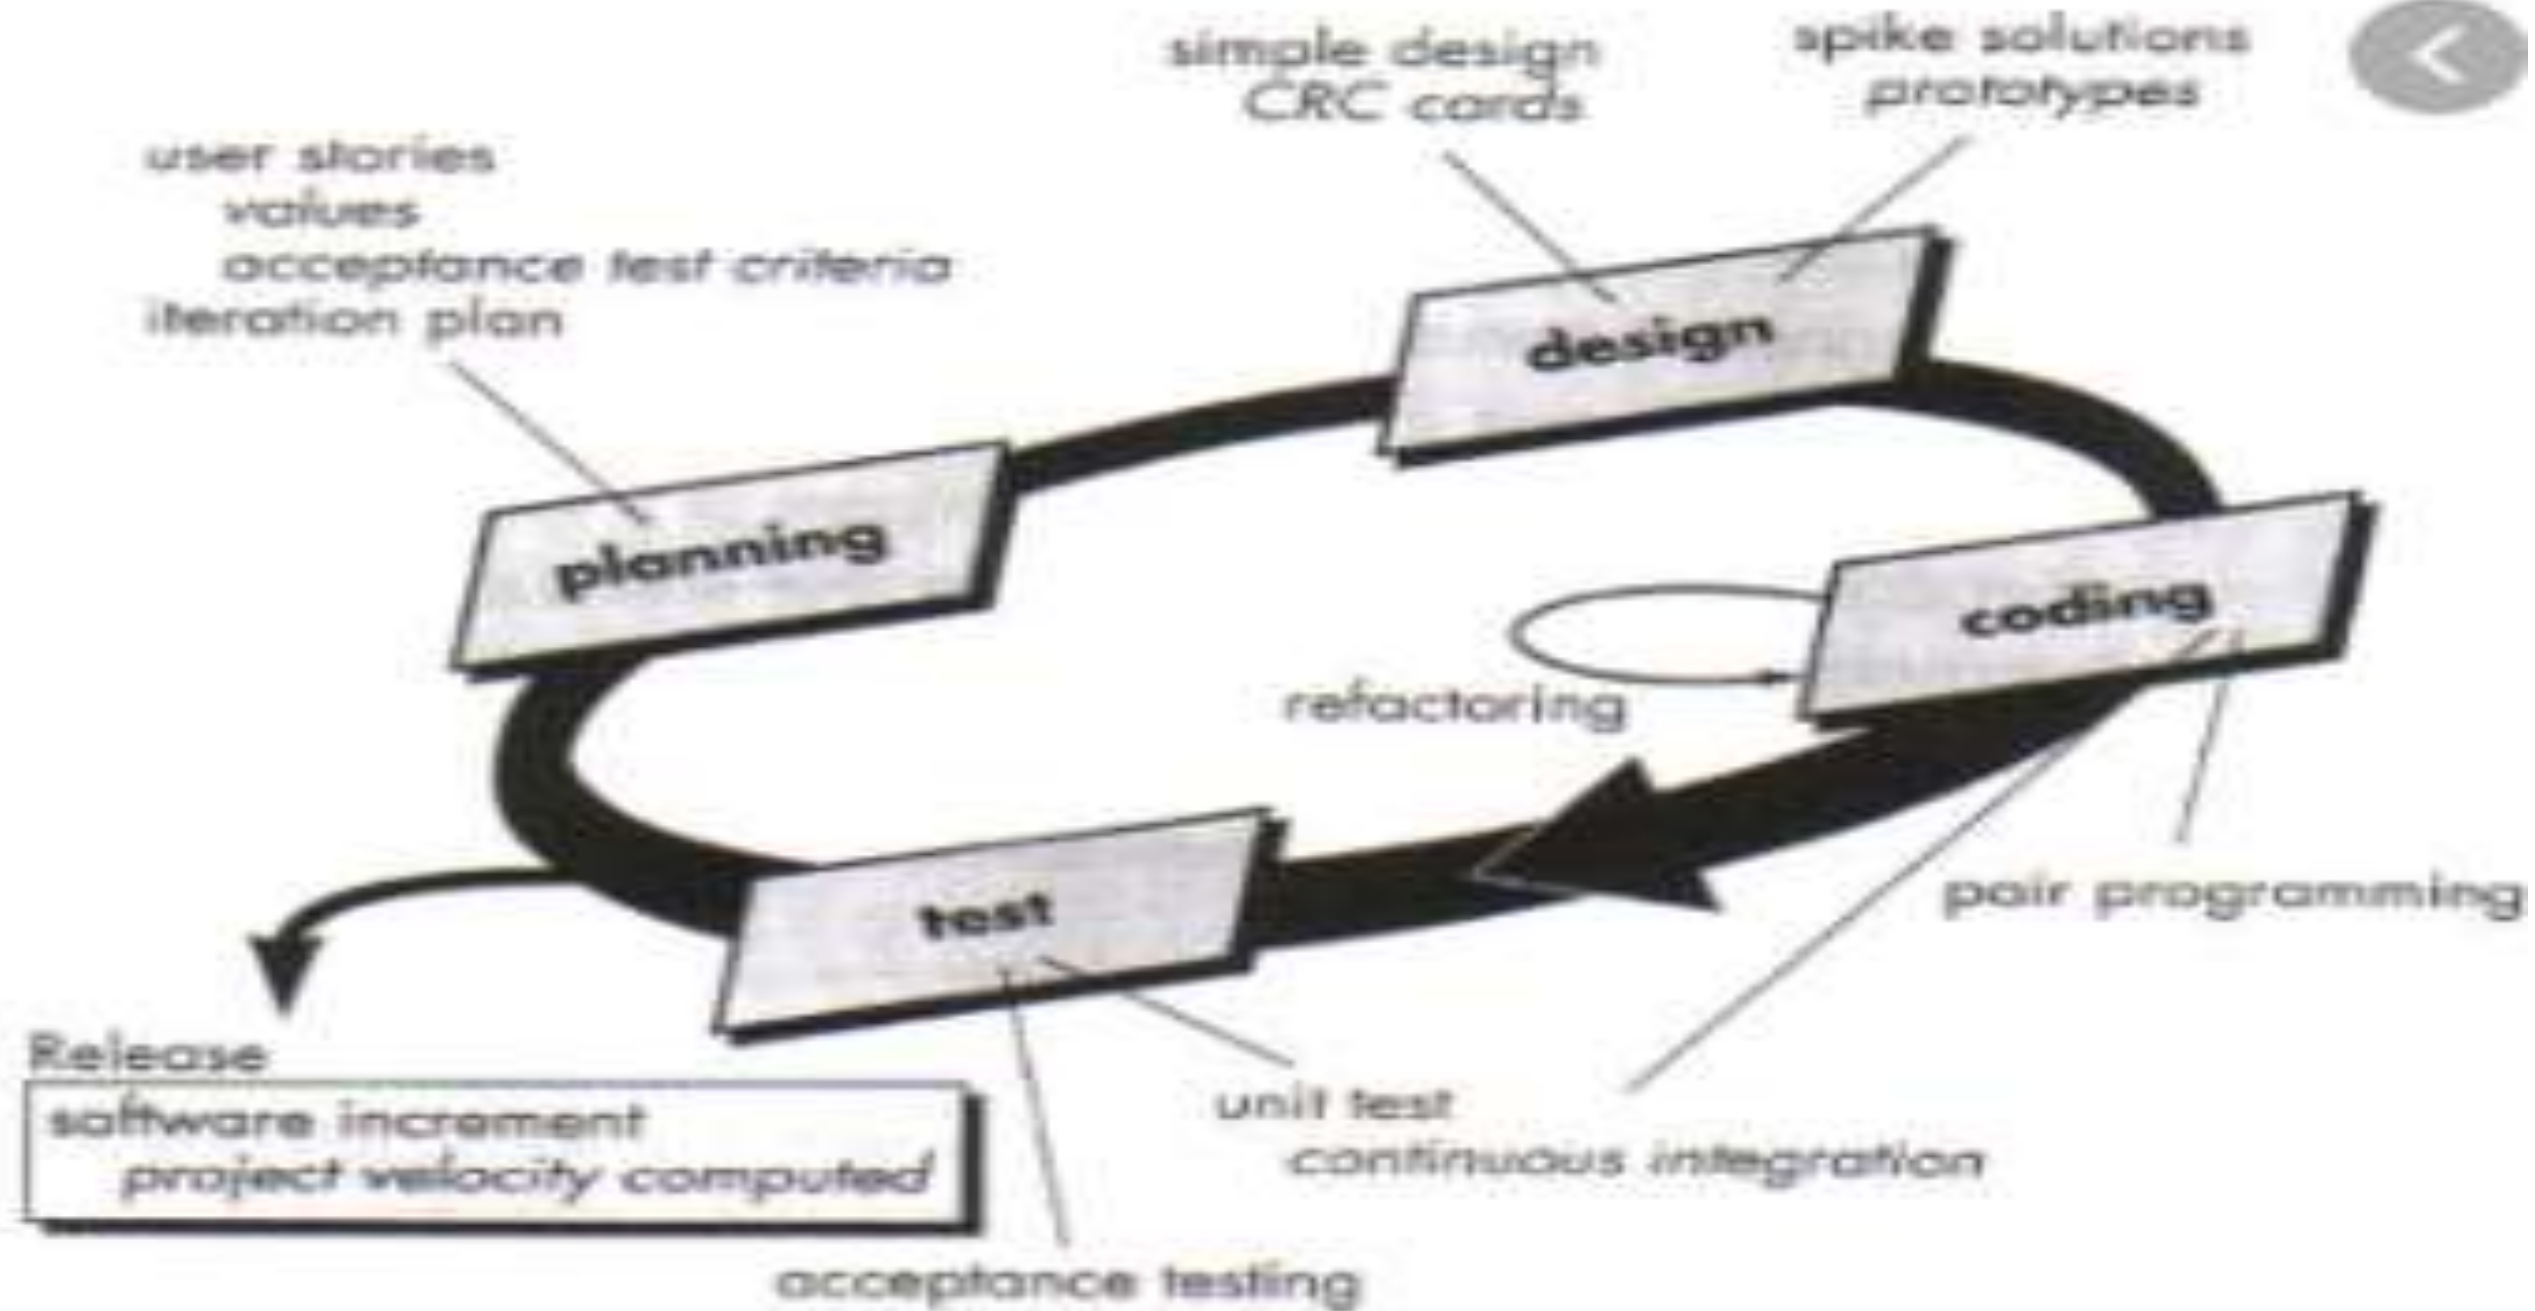 simple design
CRC cards
spike solutions
prototypes
user stories
values
acceptance test criteria
iteration plan
design
planning
coding
refactoring
test
pair programming
Release
software increment
project velocity computed
unit test
continuous integration
acceptance testing